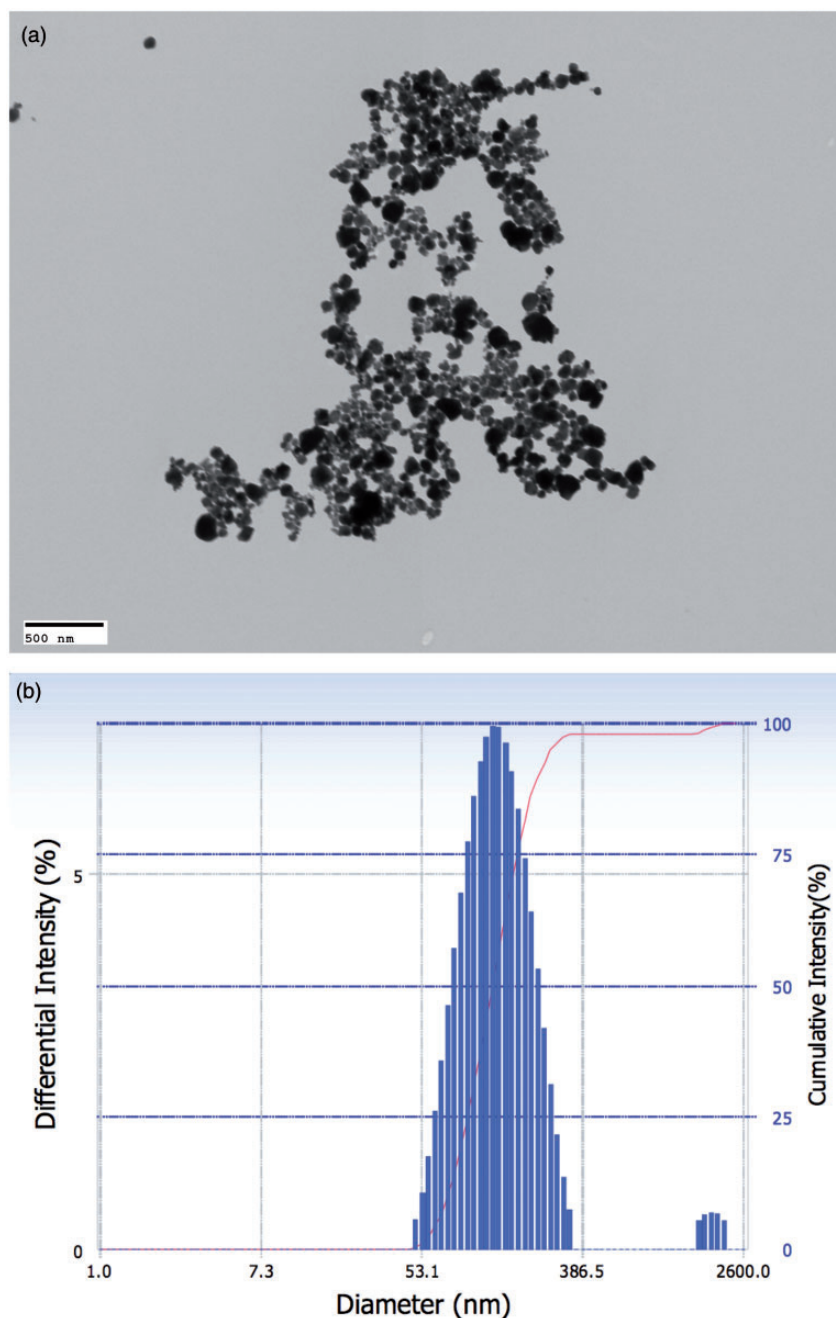 (a)
500 nm
(b)
Differential Intensity (%)
5
0
100
75
50
25
0
Cumulative Intensity(%)
1.0 7.3 53.1 386.5 2600.0
Diameter (nm)